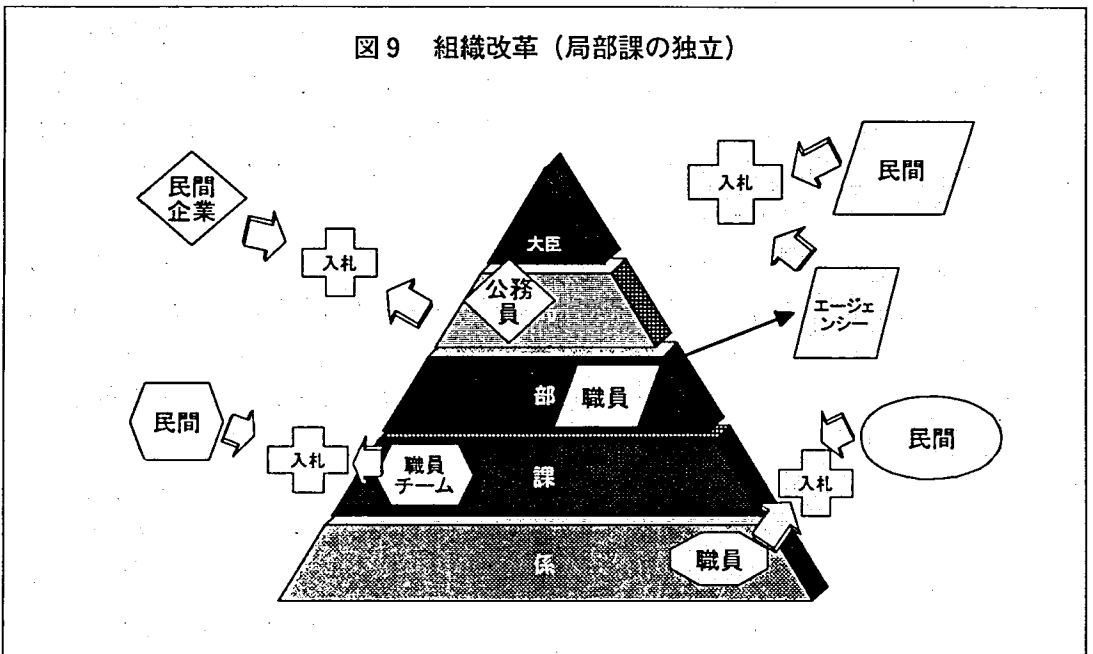 図9 組織改革(局部課の独立)
民間
企業
入札
入札
民間
大臣
公務
員
エージェ
ンシー
部
職員
民間
入札
職員
チーム
課
民間
入札
係
職員